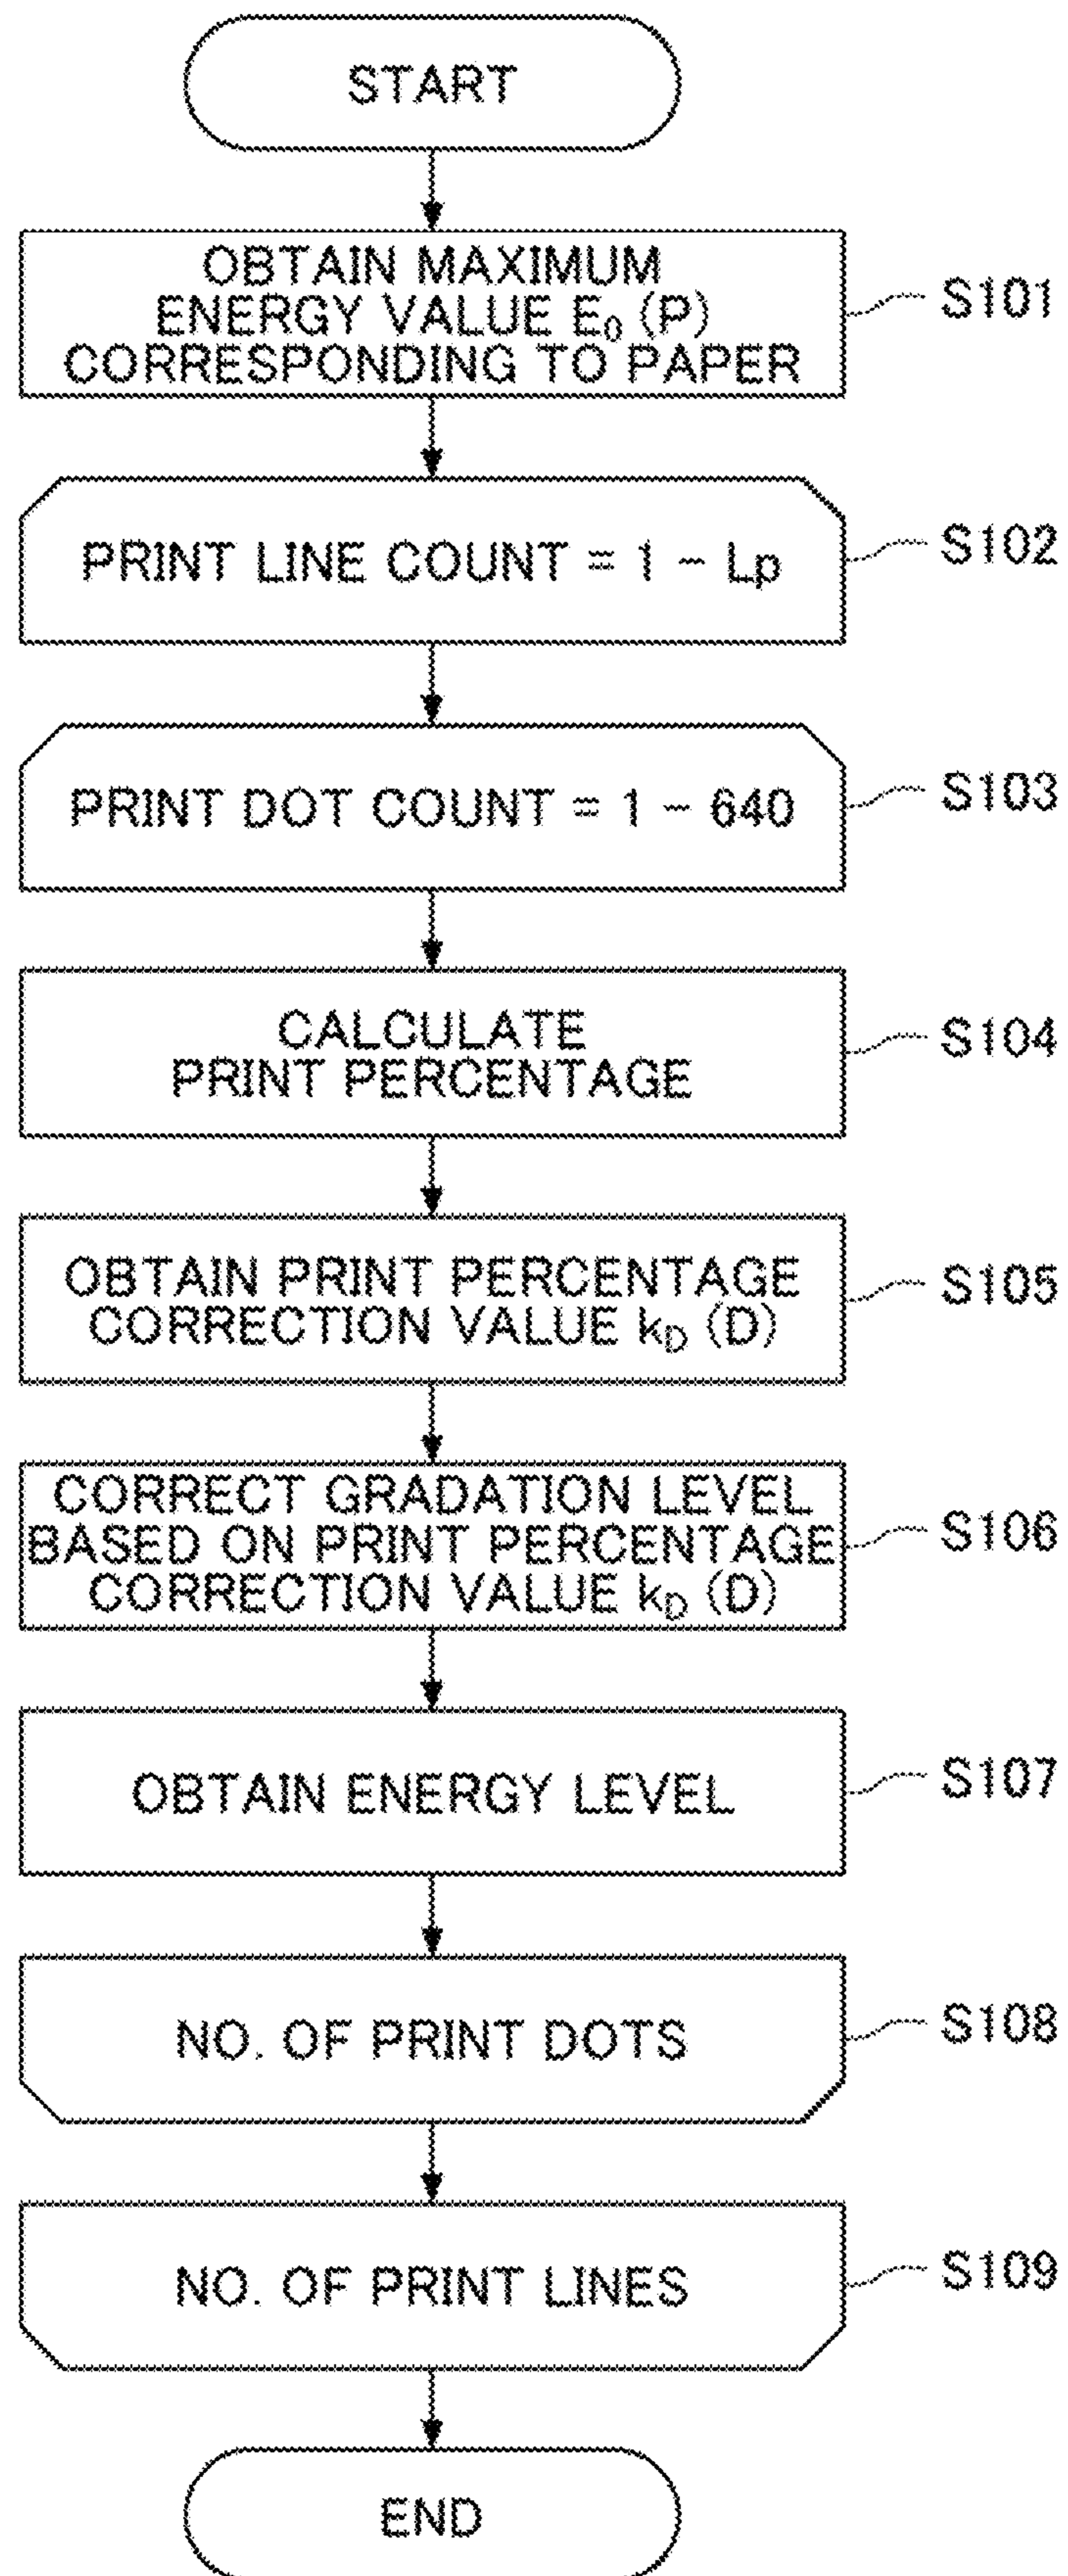 START
OBTAIN MAXIMUM
ENERGY VALUE E₀ (P)
CORRESPONDING TO PAPER
S101
PRINT LINE COUNT = 1 - Lp
S102
PRINT DOT COUNT = 1 - 640
S103
CALCULATE
PRINT PERCENTAGE
S104
OBTAIN PRINT PERCENTAGE
CORRECTION VALUE k_D (D)
S105
CORRECT GRADATION LEVEL
BASED ON PRINT PERCENTAGE
CORRECTION VALUE k_D (D)
S106
OBTAIN ENERGY LEVEL
S107
NO. OF PRINT DOTS
S108
NO. OF PRINT LINES
S109
END